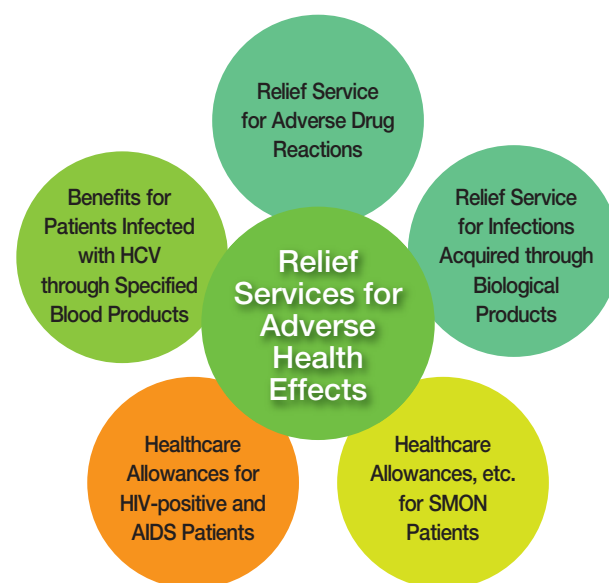 Relief Service
for Adverse Drug
Reactions
Benefits for
Patients Infected
with HCV
through Specified
Blood Products
Relief Service
for Infections
Acquired through
Biological
Products
Relief
Services for
Adverse
Health
Effects
Healthcare
Allowances for
HIV-positive and
AIDS Patients
Healthcare
Allowances, etc.
for SMON
Patients